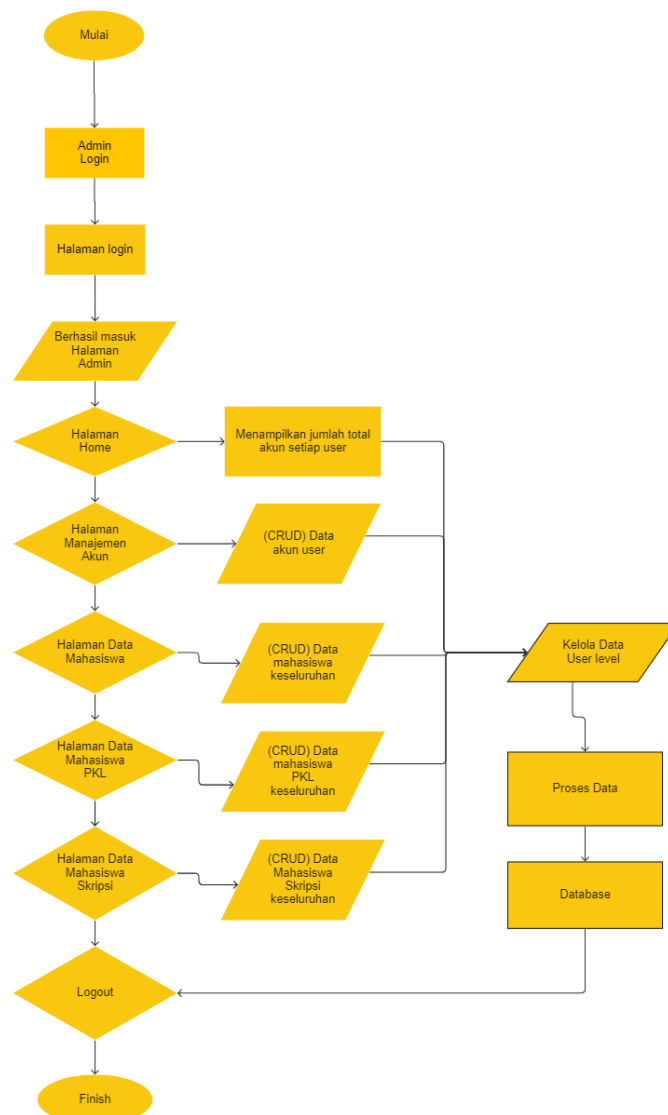 Mulai
Admin
Login
Halaman login
Berhasil masuk
Halaman
Admin
Halaman
Home
Menampilkan jumlah total
akun setiap user
Halaman
Manajemen
Akun
(CRUD) Data
akun user
Halaman Data
Mahasiswa
(CRUD) Data
mahasiswa
keseluruhan
Kelola Data
User level
Halaman Data
Mahasiswa
PKL
(CRUD) Data
mahasiswa
PKL
keseluruhan
Proses Data
Halaman Data
Mahasiswa
Skripsi
(CRUD) Data
Mahasiswa
Skripsi
keseluruhan
Database
Logout
Finish